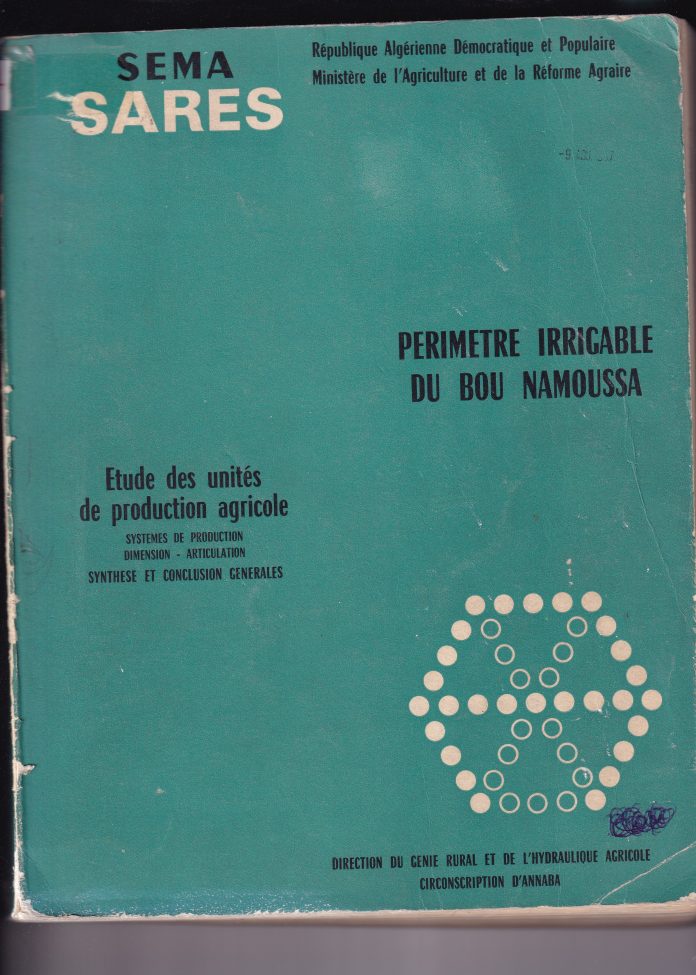 SEMA
SARES
République Algérienne Démocratique et Populaire
Ministère de l'Agriculture et de la Réforme Agraire
PERIMETRE IRRIGABLE
DU BOU NAMOUSSA
Etude des unités
de production agricole
SYSTEMES DE PRODUCTION
DIMENSION - ARTICULATION
SYNTHESE ET CONCLUSION GENERALES
DIRECTION DU GENIE RURAL ET DE L'HYDRAULIQUE AGRICOLE
CIRCONSCRIPTION D'ANNABA